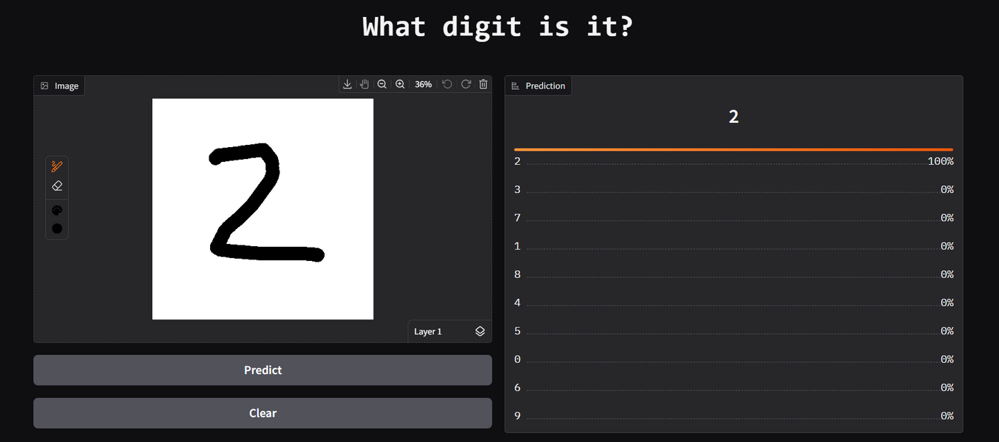 What digit is it?
Image
36%
2
Layer 1
Predict
Clear
Prediction
2
2 100%
3 0%
7 0%
1 0%
8 0%
4 0%
5 0%
0 0%
6 0%
9 0%